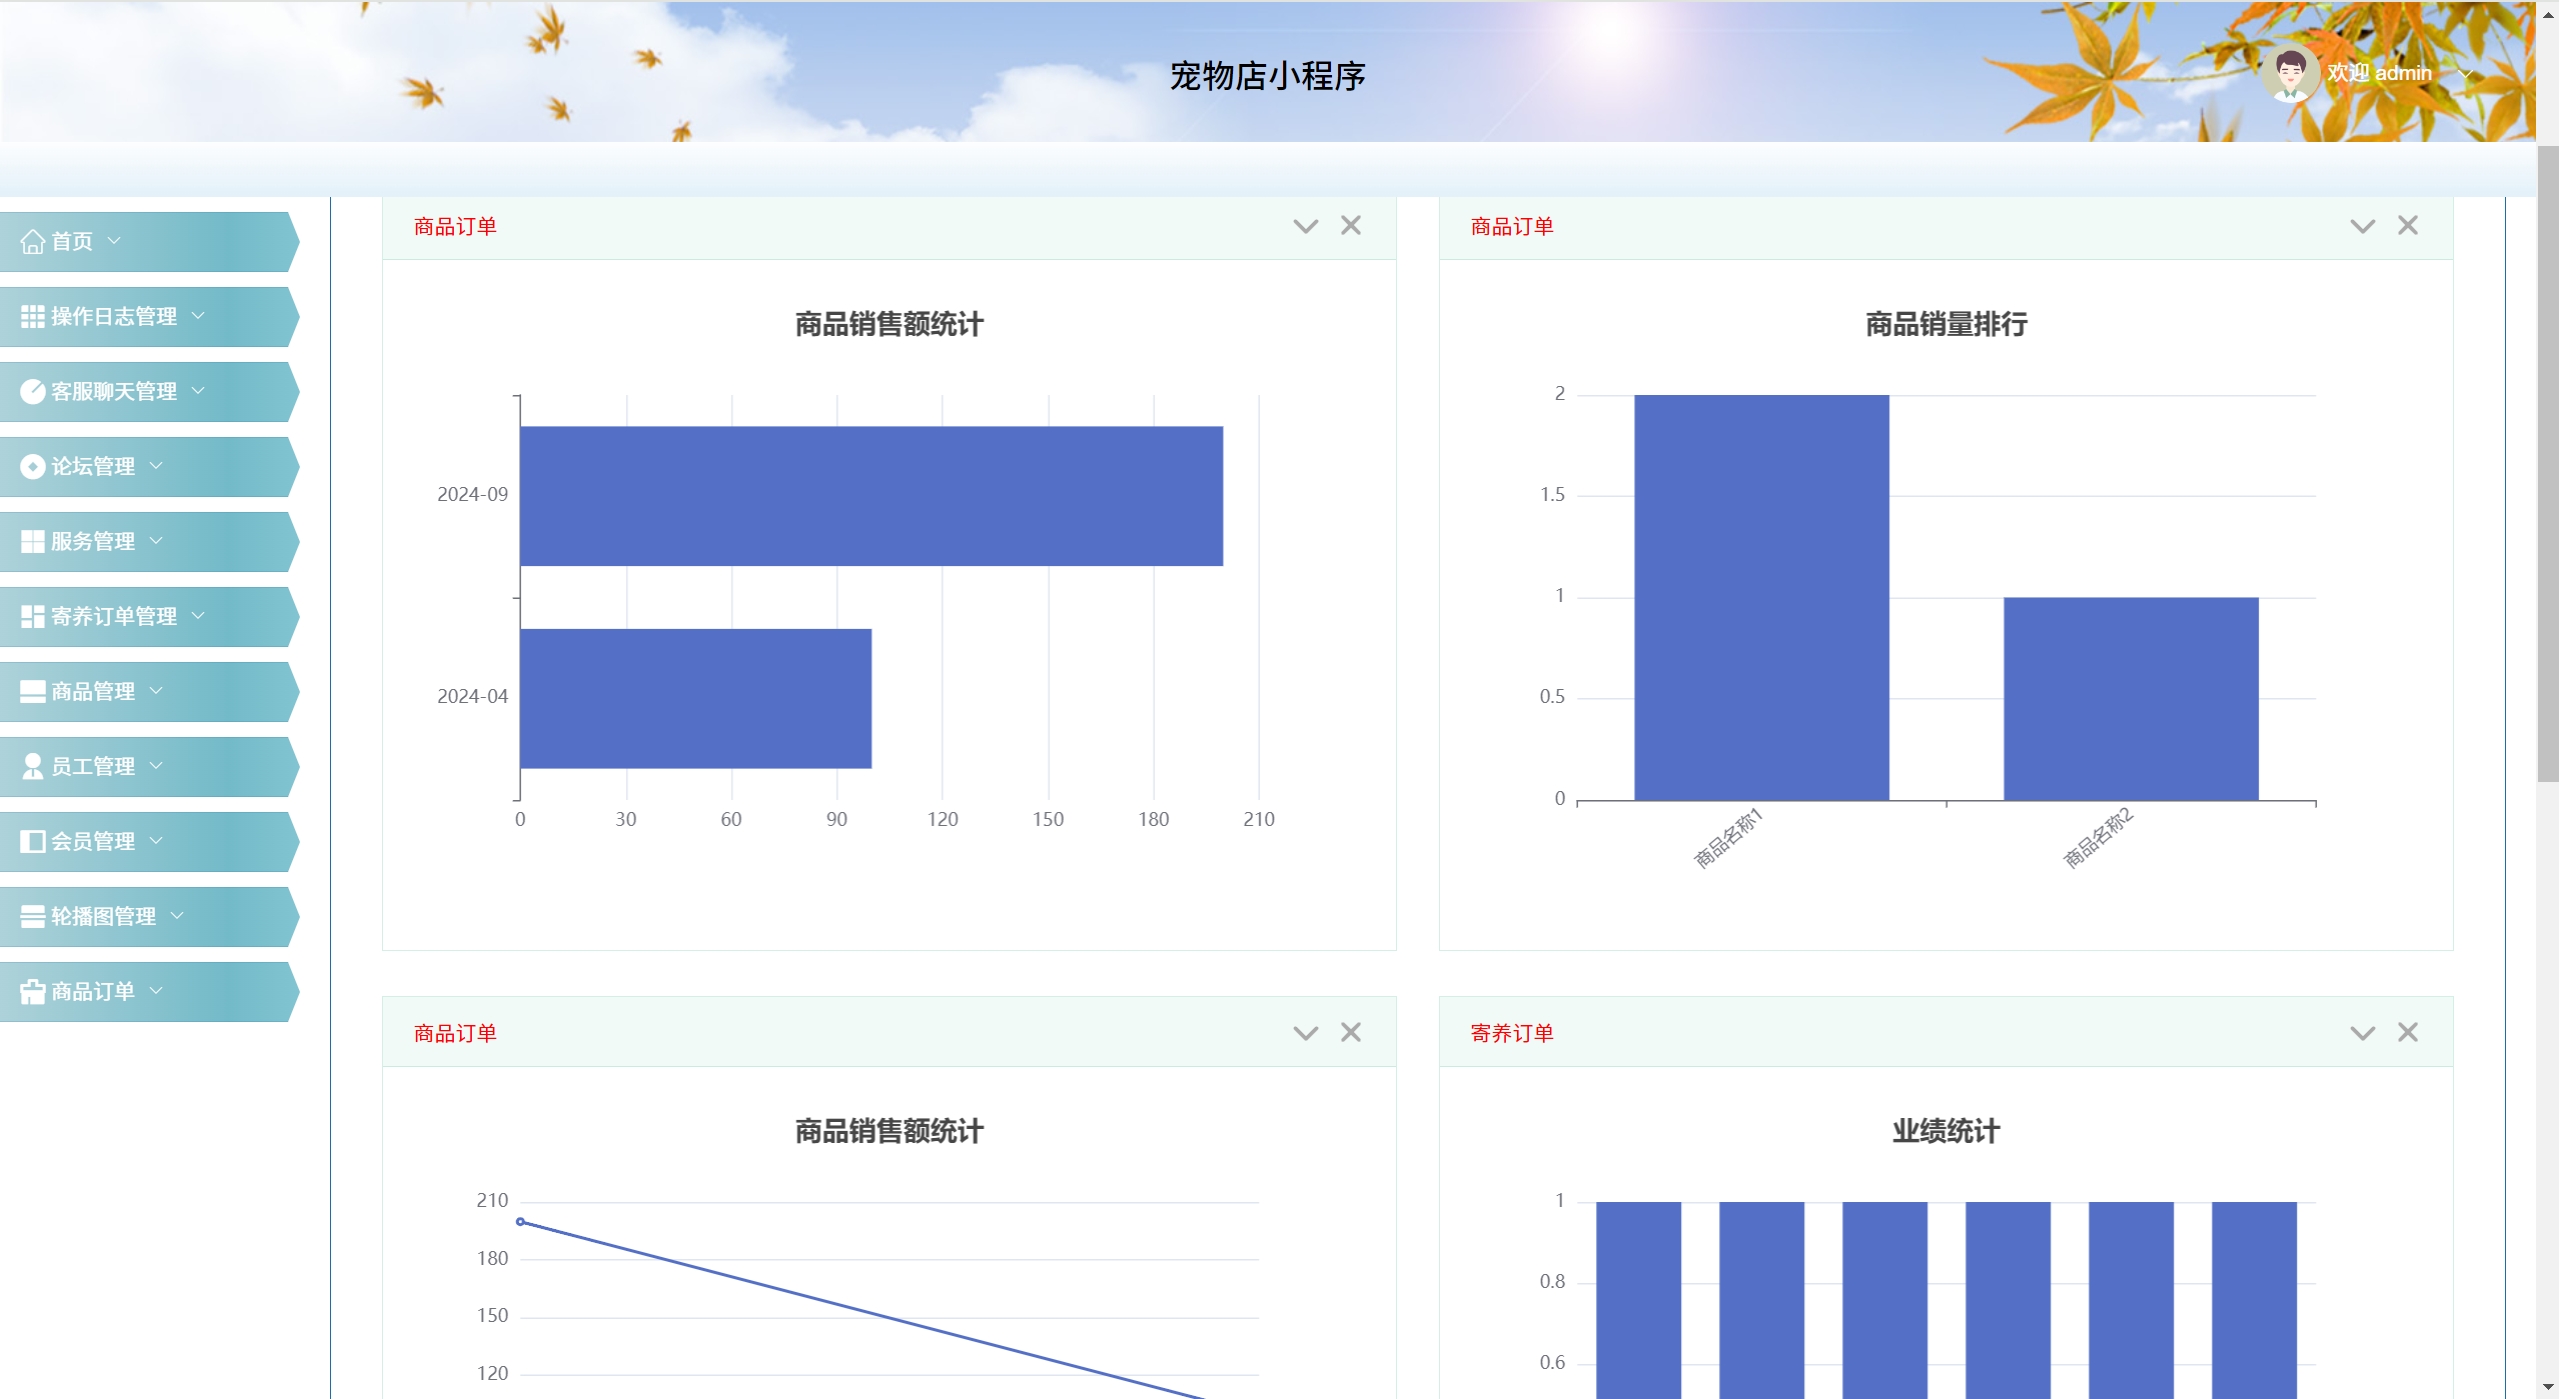 宠物店小程序
欢迎 admin
首页
操作日志管理
客服聊天管理
论坛管理
服务管理
寄养订单管理
商品管理
员工管理
会员管理
轮播图管理
商品订单
商品订单
商品销售额统计
2024-09
2024-04
0 30 60 90 120 150 180 210
商品订单
商品销量排行
2
1.5
1
0.5
0
商品名称1 商品名称2
商品订单
商品销售额统计
210
180
150
120
寄养订单
业绩统计
1
0.8
0.6